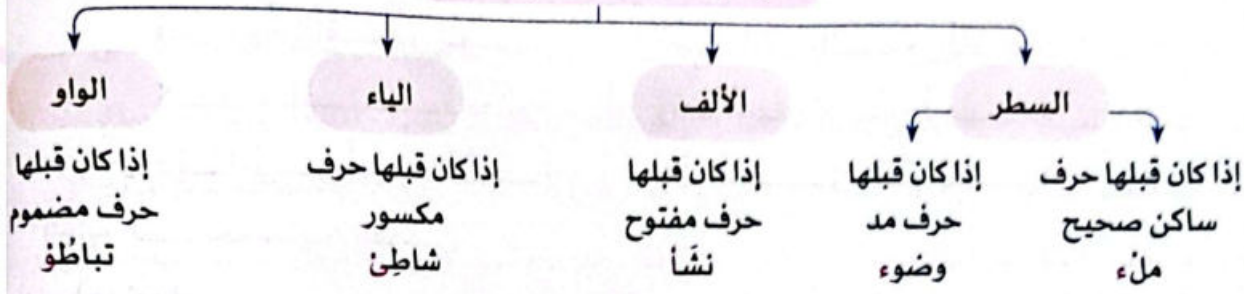 السطر
الألف
الياء
الواو
إذا كان قبلها حرف
ساكن صحيح
ملْء
إذا كان قبلها
حرف مد
وضوء
إذا كان قبلها
حرف مفتوح
نشَأ
إذا كان قبلها حرف
مكسور
شاطِئ
إذا كان قبلها
حرف مضموم
تباطُؤ